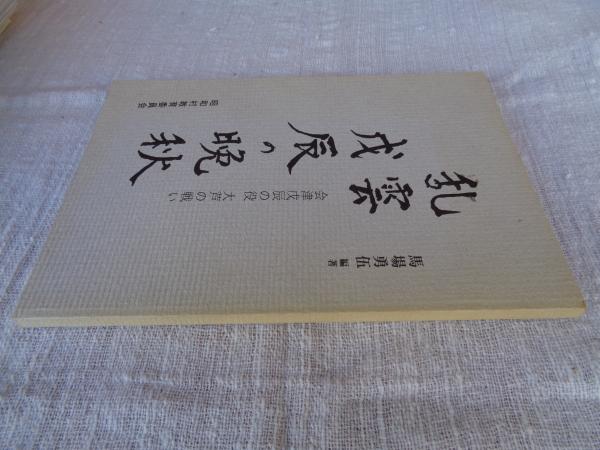 乱雲
戊辰の晩秋
会津戊辰の役 大芦の戦い
馬場勇伍 編著
昭和村教育委員会